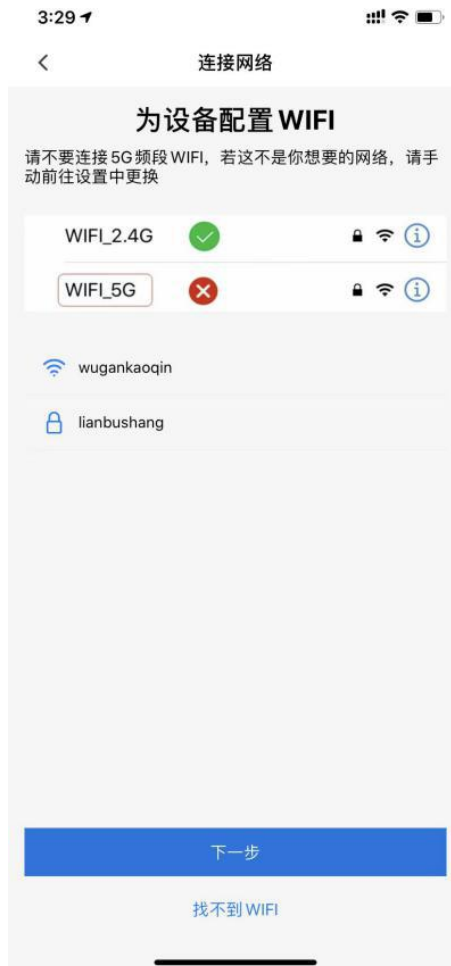 3:29
连接网络
为设备配置 WIFI
请不要连接 5G 频段 WIFI，若这不是你想要的网络，请手
动前往设置中更换
WIFI_2.4G
WIFI_5G
wugankaoqin
lianbushang
下一步
找不到 WIFI